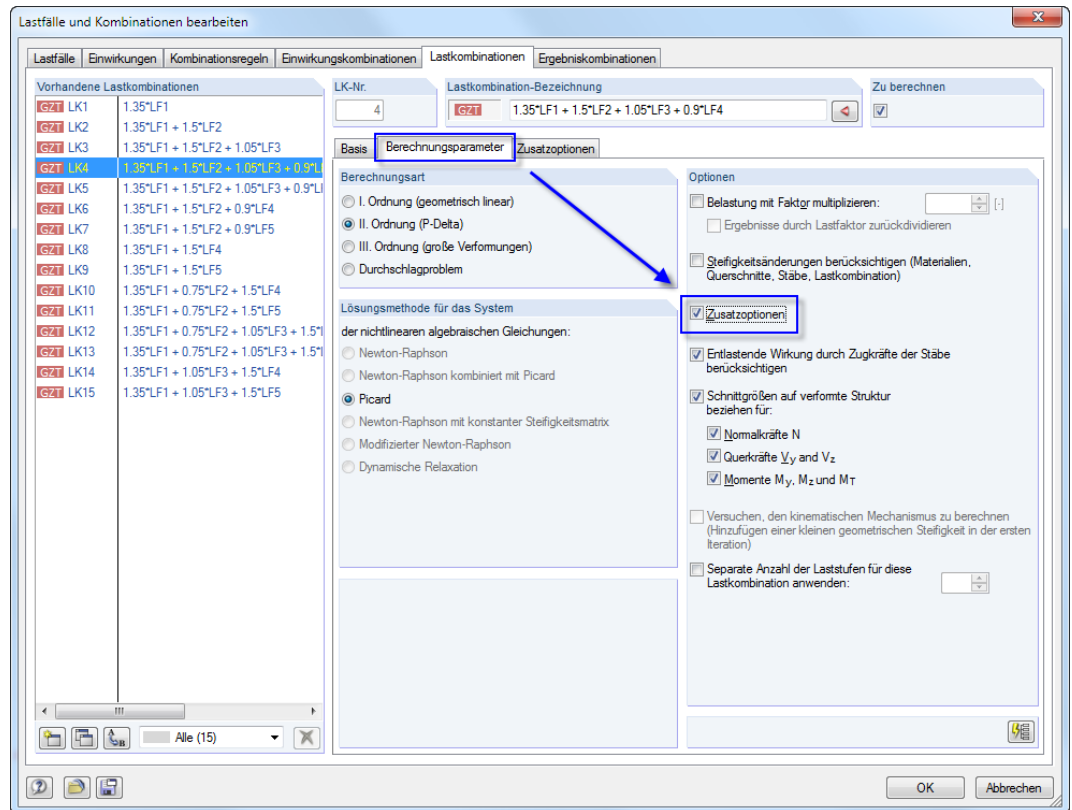 Lastfälle und Kombinationen bearbeiten
Lastfälle
Einwirkungen
Kombinationsregeln
Einwirkungskombinationen
Lastkombinationen
Ergebniskombinationen
Vorhandene Lastkombinationen
GZT LK1 1.35*LF1
GZT LK2 1.35*LF1 + 1.5*LF2
GZT LK3 1.35*LF1 + 1.5*LF2 + 1.05*LF3
GZT LK4 1.35*LF1 + 1.5*LF2 + 1.05*LF3 + 0.9*L
GZT LK5 1.35*LF1 + 1.5*LF2 + 1.05*LF3 + 0.9*L
GZT LK6 1.35*LF1 + 1.5*LF2 + 0.9*LF4
GZT LK7 1.35*LF1 + 1.5*LF2 + 0.9*LF5
GZT LK8 1.35*LF1 + 1.5*LF4
GZT LK9 1.35*LF1 + 1.5*LF5
GZT LK10 1.35*LF1 + 0.75*LF2 + 1.5*LF4
GZT LK11 1.35*LF1 + 0.75*LF2 + 1.5*LF5
GZT LK12 1.35*LF1 + 0.75*LF2 + 1.05*LF3 + 1.5*l
GZT LK13 1.35*LF1 + 0.75*LF2 + 1.05*LF3 + 1.5*l
GZT LK14 1.35*LF1 + 1.05*LF3 + 1.5*LF4
GZT LK15 1.35*LF1 + 1.05*LF3 + 1.5*LF5
Alle (15)
LK-Nr.
4
Lastkombination-Bezeichnung
GZT 1.35*LF1 + 1.5*LF2 + 1.05*LF3 + 0.9*LF4
Zu berechnen
Basis
Berechnungsparameter
Zusatzoptionen
Berechnungsart
I. Ordnung (geometrisch linear)
II. Ordnung (P-Delta)
III. Ordnung (große Verformungen)
Durchschlagproblem
Lösungsmethode für das System
der nichtlinearen algebraischen Gleichungen:
Newton-Raphson
Newton-Raphson kombiniert mit Picard
Picard
Newton-Raphson mit konstanter Steifigkeitsmatrix
Modifizierter Newton-Raphson
Dynamische Relaxation
Optionen
Belastung mit Faktor multiplizieren: [-]
Ergebnisse durch Lastfaktor zurückdividieren
Steifigkeitsänderungen berücksichtigen (Materialien,
Querschnitte, Stäbe, Lastkombination)
Zusatzoptionen
Entlastende Wirkung durch Zugkräfte der Stäbe
berücksichtigen
Schnittgrößen auf verformte Struktur
beziehen für:
Normalkräfte N
Querkräfte Vy and Vz
Momente My, Mz und MT
Versuchen, den kinematischen Mechanismus zu berechnen
(Hinzufügen einer kleinen geometrischen Steifigkeit in der ersten
Iteration)
Separate Anzahl der Laststufen für diese
Lastkombination anwenden:
OK
Abbrechen